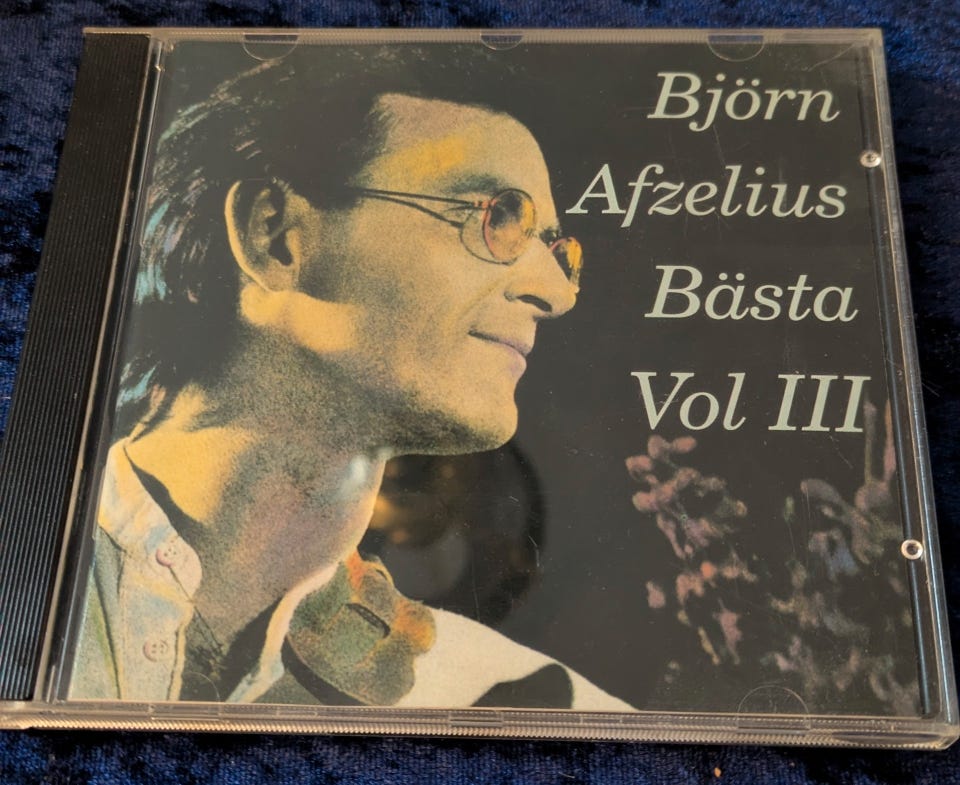 Björn
Afzelius
Bästa
Vol III